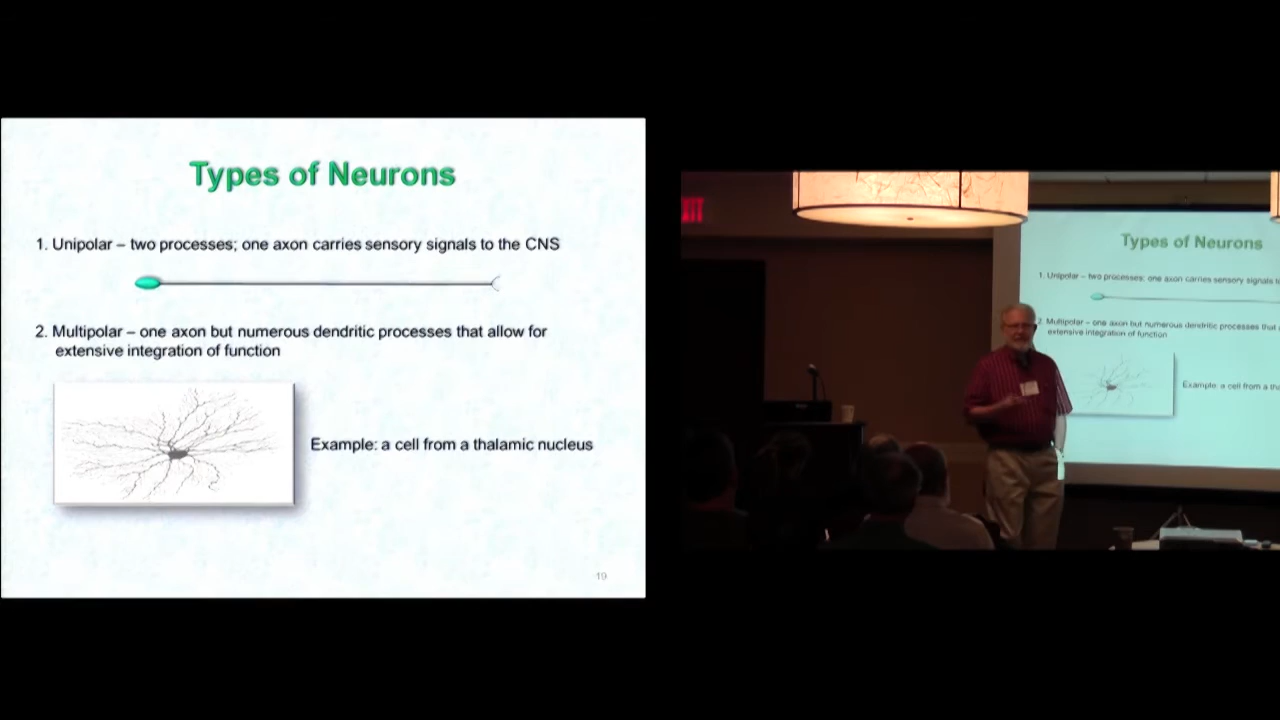 Types of Neurons
1. Unipolar – two processes; one axon carries sensory signals to the CNS
2. Multipolar – one axon but numerous dendritic processes that allow for
extensive integration of function
Example: a cell from a thalamic nucleus
19
Types of Neurons
1. Unipolar – two processes; one axon carries sensory signals
2. Multipolar – one axon but numerous dendritic processes that
extensive integration of function
Example: a cell from a